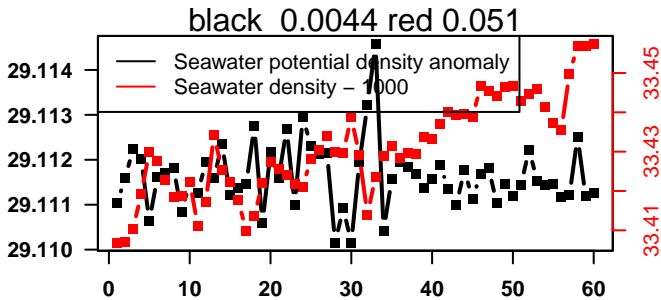 black 0.0044 red 0.051
Seawater potential density anomaly
Seawater density − 1000
29.114
29.113
29.112
29.111
29.110
33.45
33.43
33.41
0 10 20 30 40 50 60